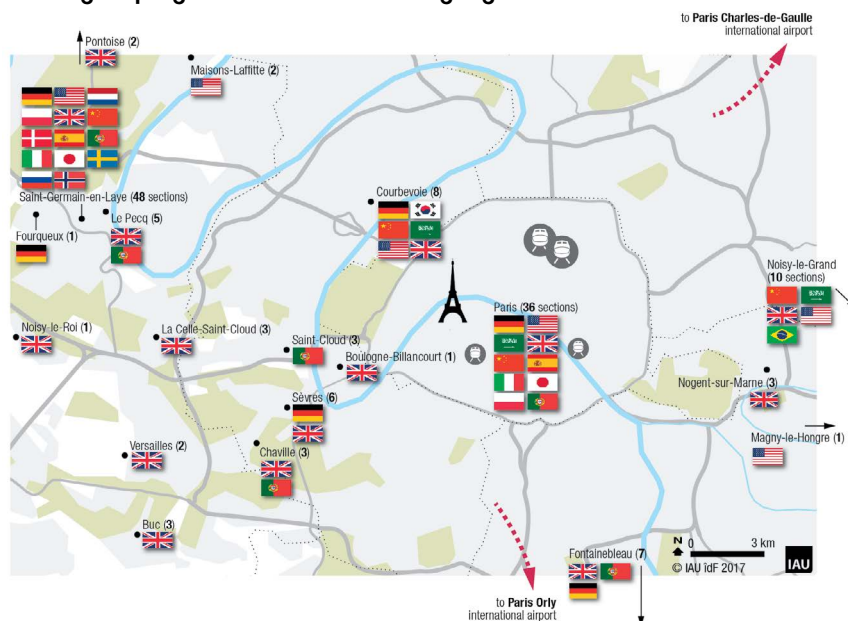 to Paris Charles-de-Gaulle
international airport
Pontoise (2)
Maisons-Laffitte (2)
Saint-Germain-en-Laye (48 sections)
Le Pecq (5)
Fourqueux (1)
Courbevoie (8)
Noisy-le-Grand
(10 sections)
Paris (36 sections)
Noisy-le-Roi (1)
La Celle-Saint-Cloud (3)
Saint-Cloud (3)
Boulogne-Billancourt (1)
Nogent-sur-Marne (3)
Sèvres (6)
Magny-le-Hongre (1)
Versailles (2)
Chaville (3)
Buc (3)
Fontainebleau (7)
N 0 3 km
© IAU îdF 2017
IAU
to Paris Orly
international airport